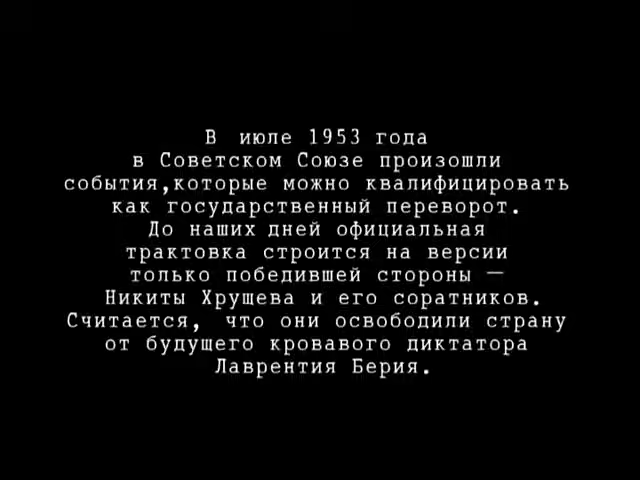 В июле 1953 года
в Советском Союзе произошли
события,которые можно квалифицировать
как государственный переворот.
До наших дней официальная
трактовка строится на версии
только победившей стороны —
Никиты Хрущева и его соратников.
Считается, что они освободили страну
от будущего кровавого диктатора
Лаврентия Берия.